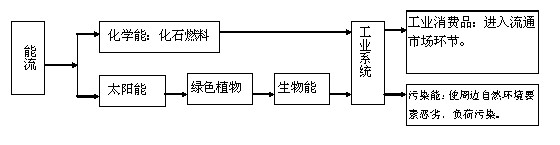 能流
化学能：化石燃料
太阳能
绿色植物
生物能
工业系统
工业消费品：进入流通
市场环节。
污染能：使周边自然环境要
素恶劣、负荷污染。